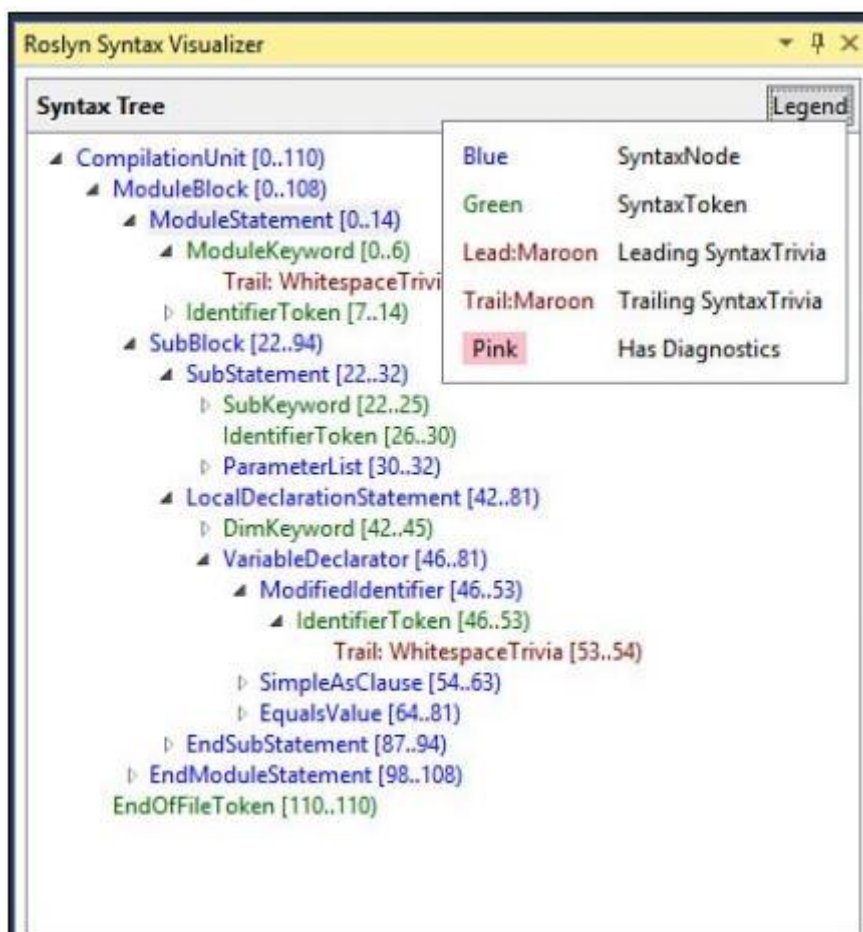 Roslyn Syntax Visualizer
Syntax Tree
Legend
CompilationUnit [0..110)
ModuleBlock [0..108)
ModuleStatement [0..14)
ModuleKeyword [0..6)
Trail: WhitespaceTrivi
IdentifierToken [7..14)
SubBlock [22..94)
SubStatement [22..32)
SubKeyword [22..25)
IdentifierToken [26..30)
ParameterList [30..32)
LocalDeclarationStatement [42..81)
DimKeyword [42..45)
VariableDeclarator [46..81)
ModifiedIdentifier [46..53)
IdentifierToken [46..53)
Trail: WhitespaceTrivia [53..54)
SimpleAsClause [54..63)
EqualsValue [64..81)
EndSubStatement [87..94)
EndModuleStatement [98..108)
EndOfFileToken [110..110)
Blue SyntaxNode
Green SyntaxToken
Lead:Maroon Leading SyntaxTrivia
Trail:Maroon Trailing SyntaxTrivia
Pink Has Diagnostics